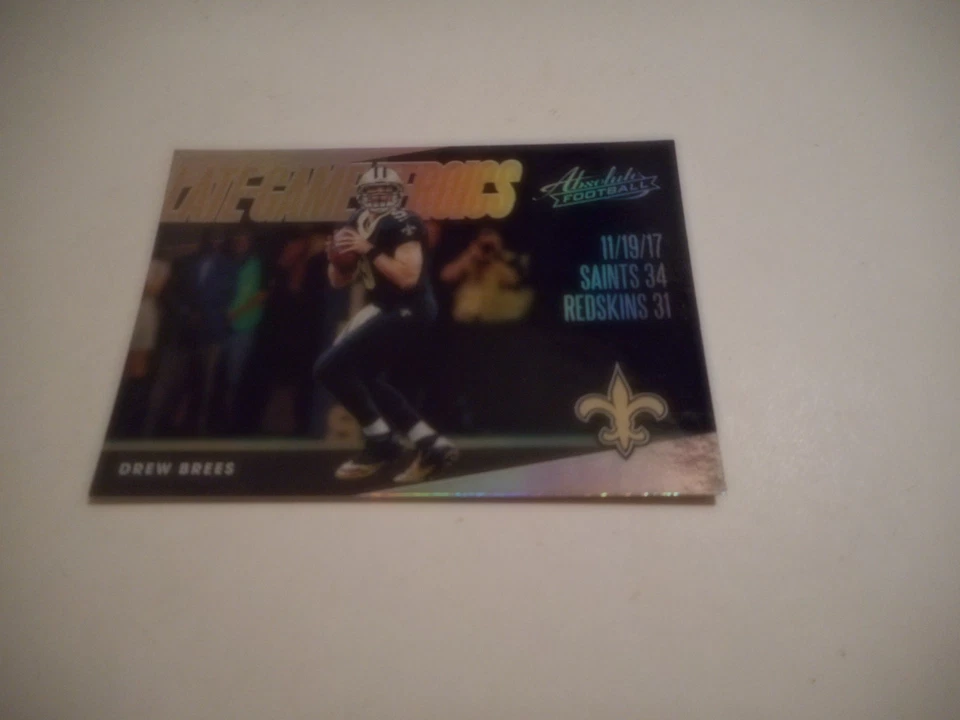 LATE-GAME HEROICS
Absolute
FOOTBALL
11/19/17
SAINTS 34
REDSKINS 31
DREW BREES